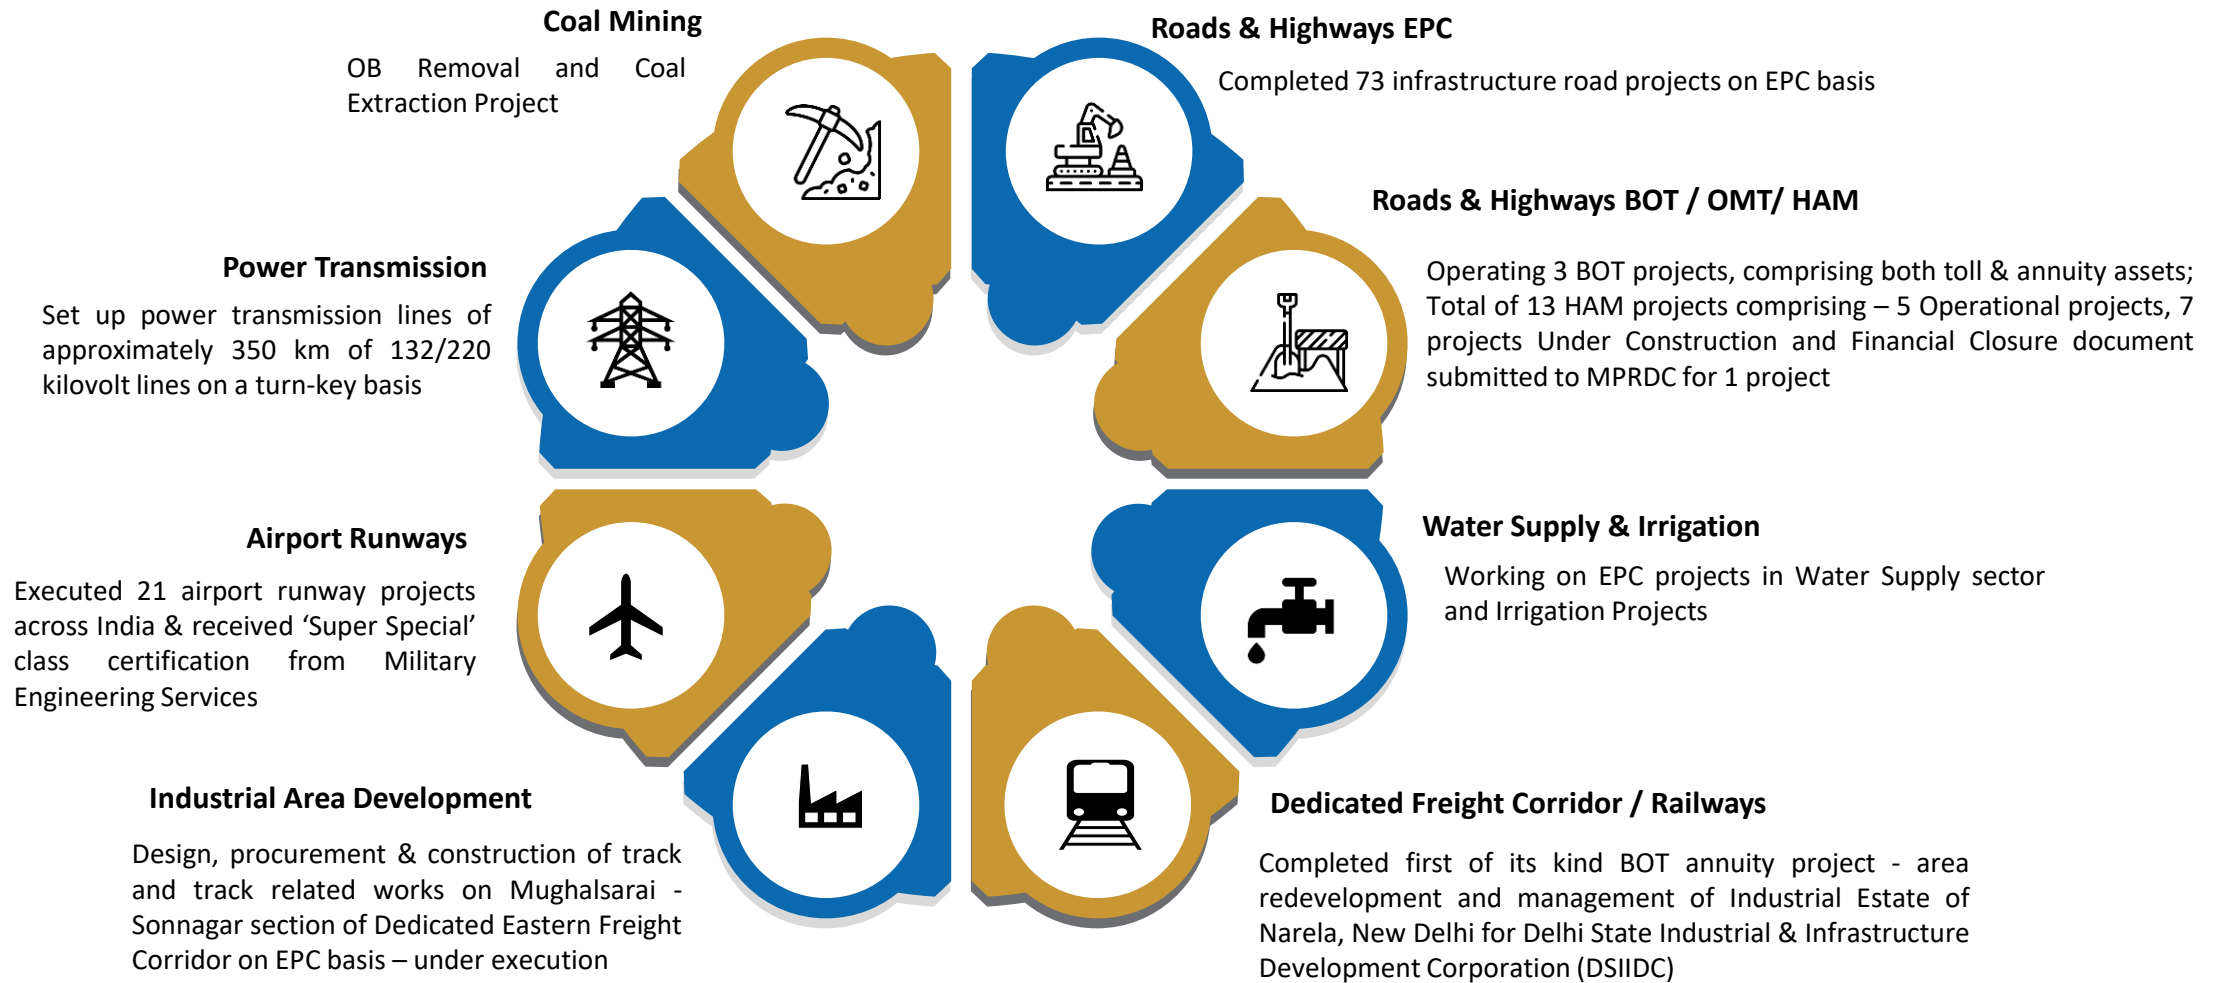 Coal Mining
OB Removal and Coal
Extraction Project
Roads & Highways EPC
Completed 73 infrastructure road projects on EPC basis
Roads & Highways BOT / OMT/ HAM
Operating 3 BOT projects, comprising both toll & annuity assets;
Total of 13 HAM projects comprising – 5 Operational projects, 7
projects Under Construction and Financial Closure document
submitted to MPRDC for 1 project
Power Transmission
Set up power transmission lines of
approximately 350 km of 132/220
kilovolt lines on a turn-key basis
Water Supply & Irrigation
Working on EPC projects in Water Supply sector
and Irrigation Projects
Airport Runways
Executed 21 airport runway projects
across India & received ‘Super Special’
class certification from Military
Engineering Services
Industrial Area Development
Design, procurement & construction of track
and track related works on Mughalsarai -
Sonnagar section of Dedicated Eastern Freight
Corridor on EPC basis – under execution
Dedicated Freight Corridor / Railways
Completed first of its kind BOT annuity project - area
redevelopment and management of Industrial Estate of
Narela, New Delhi for Delhi State Industrial & Infrastructure
Development Corporation (DSIIDC)